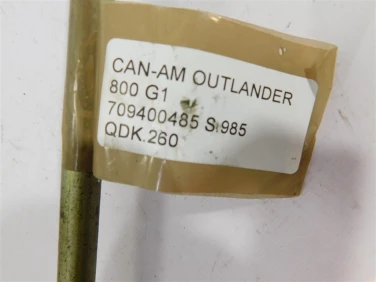 CAN-AM OUTLANDER
800 G1
709400485 S.985
QDK.260